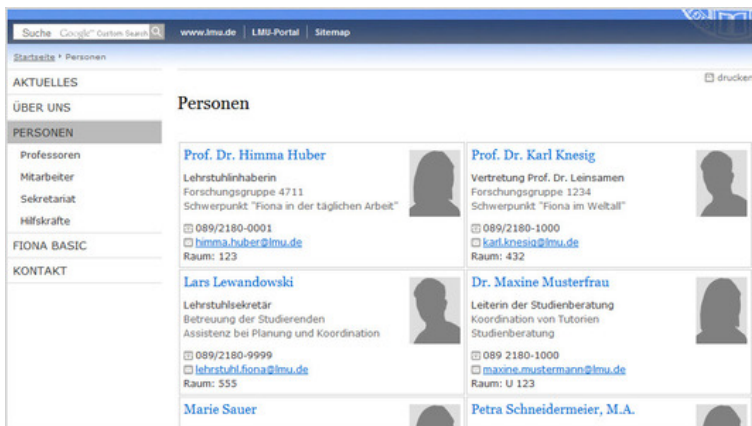 Suche Google™ Custom Search
www.lmu.de LMU-Portal Sitemap
Startseite Personen
drucken
AKTUELLES
ÜBER UNS
PERSONEN
Professoren
Mitarbeiter
Sekretariat
Hilfskräfte
FIONA BASIC
KONTAKT
Personen
Prof. Dr. Himma Huber
Lehrstuhlinhaberin
Forschungsgruppe 4711
Schwerpunkt "Fiona in der täglichen Arbeit"
089/2180-0001
himma.huber@lmu.de
Raum: 123
Prof. Dr. Karl Knesig
Vertretung Prof. Dr. Leinsamen
Forschungsgruppe 1234
Schwerpunkt "Fiona im Weltall"
089/2180-1000
karl.knesig@lmu.de
Raum: 432
Lars Lewandowski
Lehrstuhlsekretär
Betreuung der Studierenden
Assistenz bei Planung und Koordination
089/2180-9999
lehrstuhl.fiona@lmu.de
Raum: 555
Dr. Maxine Musterfrau
Leiterin der Studienberatung
Koordination von Tutorien
Studienberatung
089 2180-1000
maxine.mustermann@lmu.de
Raum: U 123
Marie Sauer
Petra Schneidermeier, M.A.